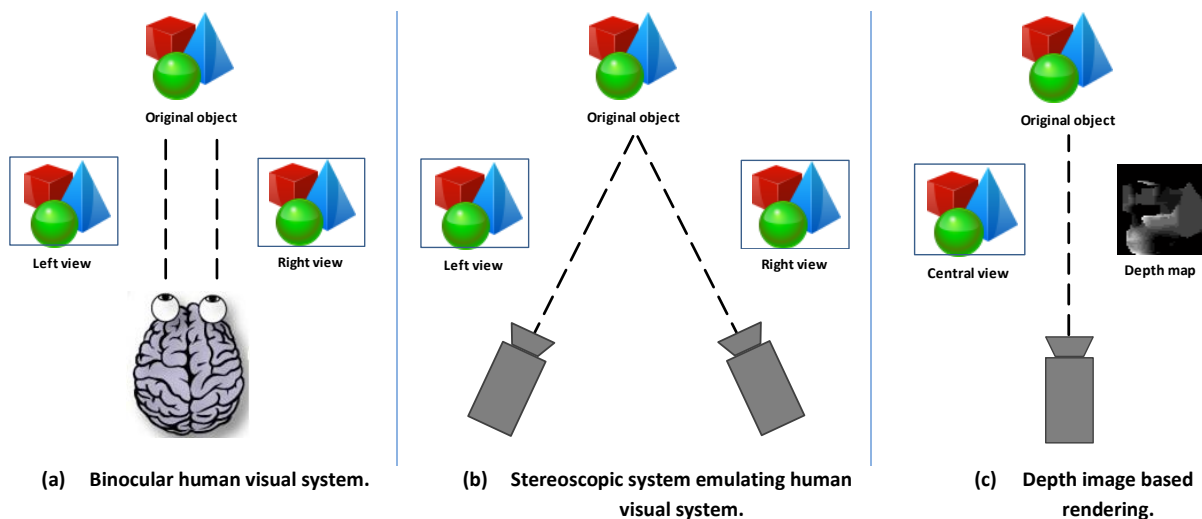 Original object
Left view
Right view
(a) Binocular human visual system.
Original object
Left view
Right view
(b) Stereoscopic system emulating human
visual system.
Original object
Central view
Depth map
(c) Depth image based
rendering.